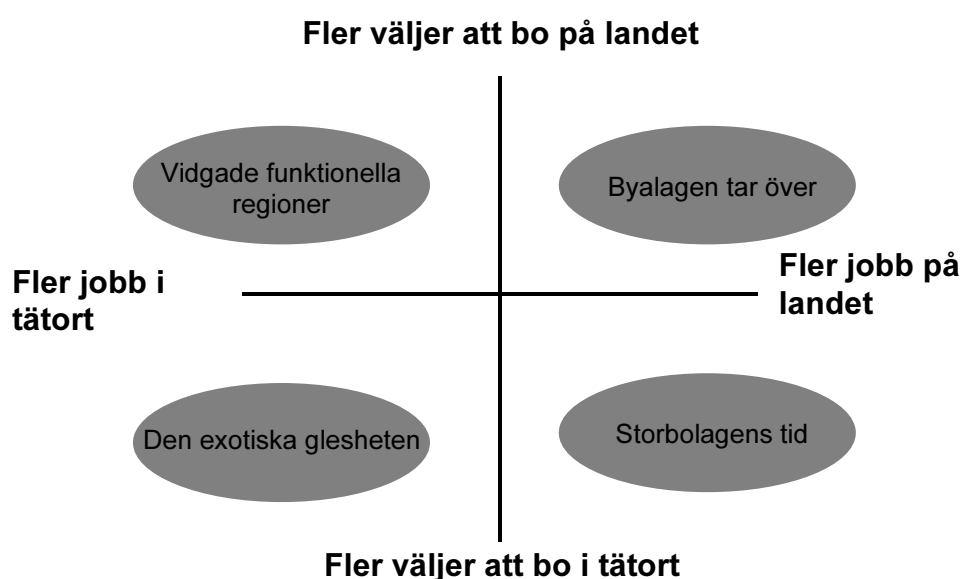 Fler väljer att bo på landet
Vidgade funktionella
regioner
Byalagen tar över
Fler jobb i
tätort
Fler jobb på
landet
Den exotiska glesheten
Storbolagens tid
Fler väljer att bo i tätort